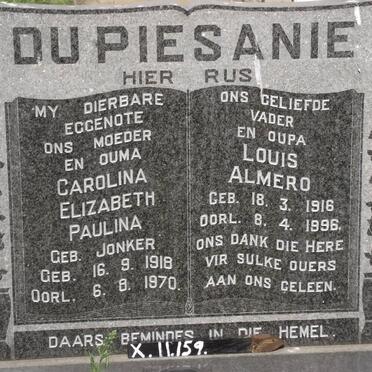 DU PIESANIE
HIER RUS
MY DIERBARE
EGGENOTE
ONS MOEDER
EN OUMA
CAROLINA
ELIZABETH
PAULINA
GEB. JONKER
GEB. 16. 9. 1918
OORL. 6. 8. 1970.
ONS GELIEFDE
VADER
EN OUPA
LOUIS
ALMERO
GEB. 18. 3. 1916
OORL. 8. 4. 1996.
ONS DANK DIE HERE
VIR SULKE OUERS
AAN ONS GELEEN.
DAAR'S BEMINDES IN DIE HEMEL.
X. 11.159.